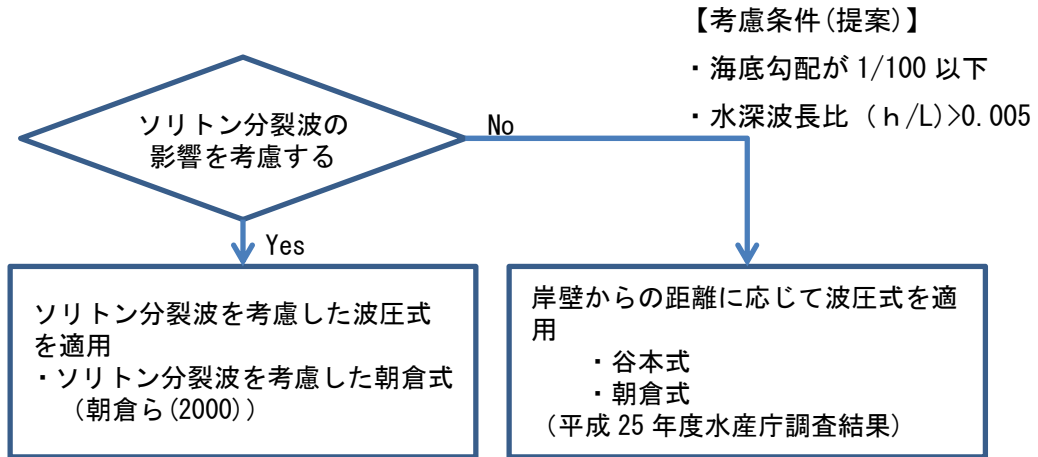 【考慮条件(提案)】
・海底勾配が 1/100 以下
・水深波長比 (ｈ/L)>0.005
ソリトン分裂波の
影響を考慮する
No
Yes
ソリトン分裂波を考慮した波圧式
を適用
・ソリトン分裂波を考慮した朝倉式
（朝倉ら(2000)）
岸壁からの距離に応じて波圧式を適
用
・谷本式
・朝倉式
（平成 25 年度水産庁調査結果）